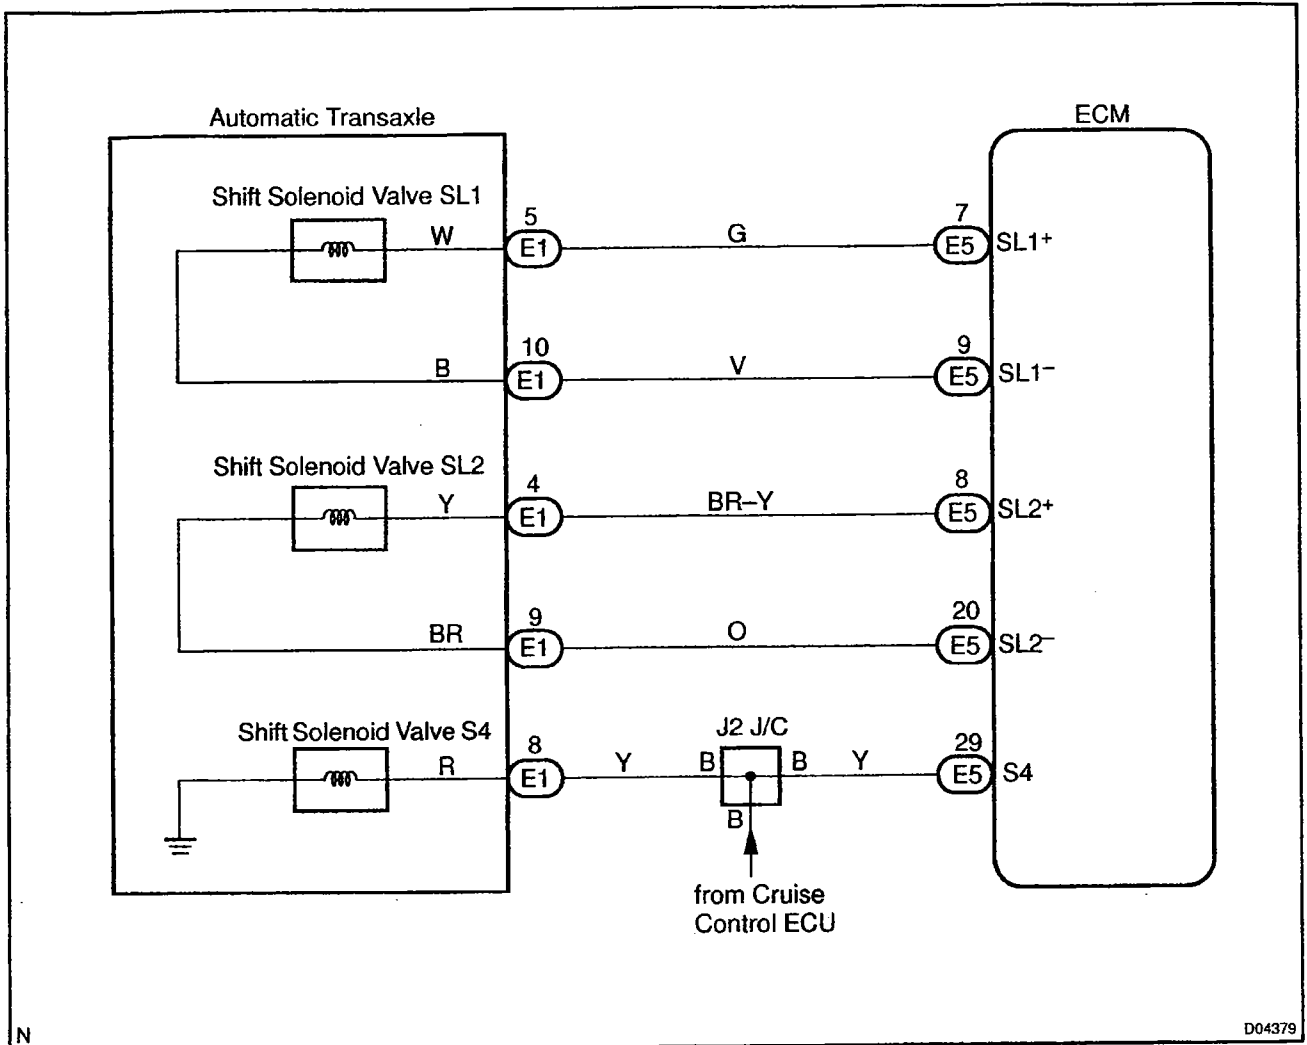 Automatic Transaxle
ECM
Shift Solenoid Valve SL1
W
5
E1
G
7
E5
SL1+
B
10
E1
V
9
E5
SL1−
Shift Solenoid Valve SL2
Y
4
E1
BR–Y
8
E5
SL2+
BR
9
E1
O
20
E5
SL2−
Shift Solenoid Valve S4
R
8
E1
Y
J2 J/C
B
B
B
Y
29
E5
S4
from Cruise
Control ECU
N
D04379